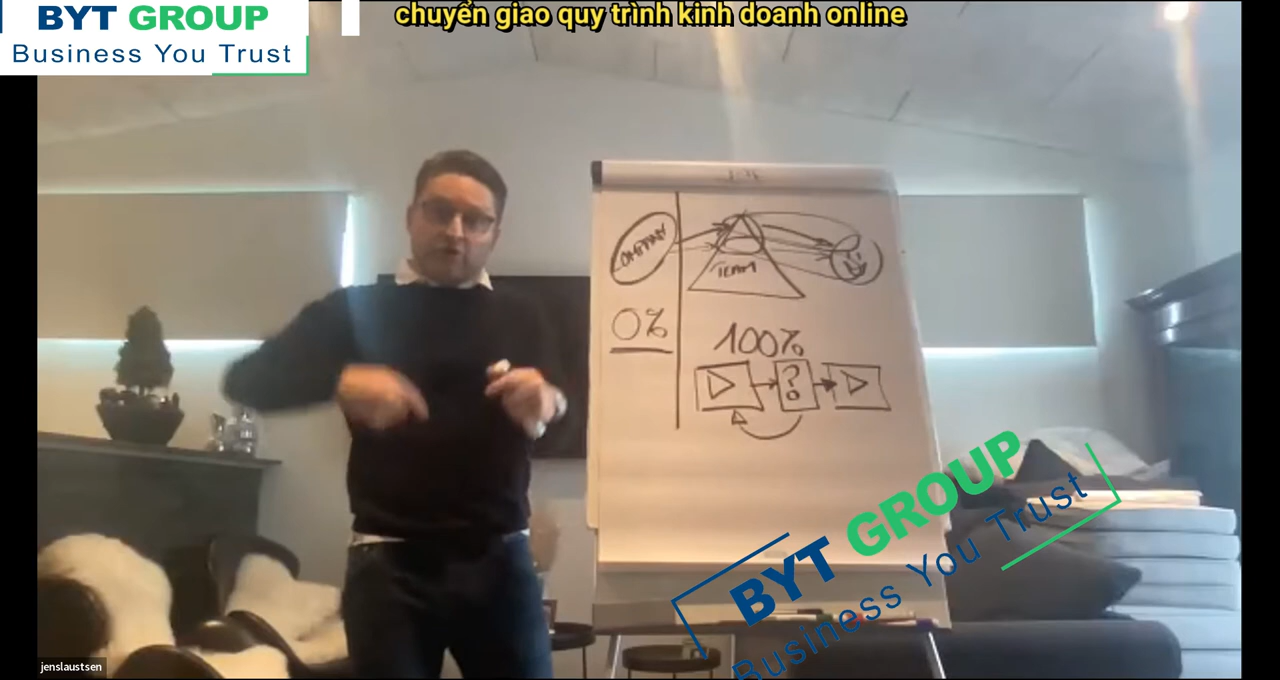 BYT GROUP
Business You Trust
chuyển giao quy trình kinh doanh online
COMPANY
TEAM
0%
100%
?
BYT GROUP
Business You Trust
jenslaustsen